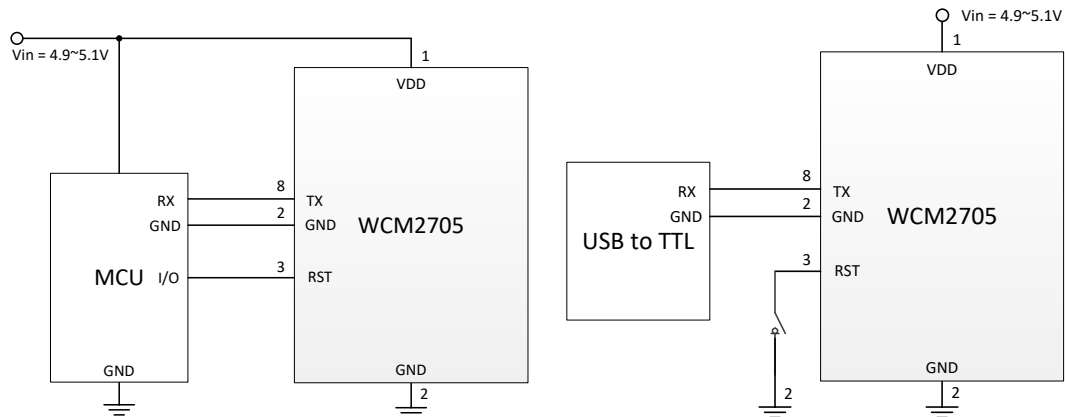 Vin = 4.9~5.1V
1
VDD
RX
8
TX
GND
2
GND
WCM2705
MCU
I/O
3
RST
GND
GND
2
Vin = 4.9~5.1V
1
VDD
RX
8
TX
GND
2
GND
WCM2705
USB to TTL
3
RST
2
GND
2